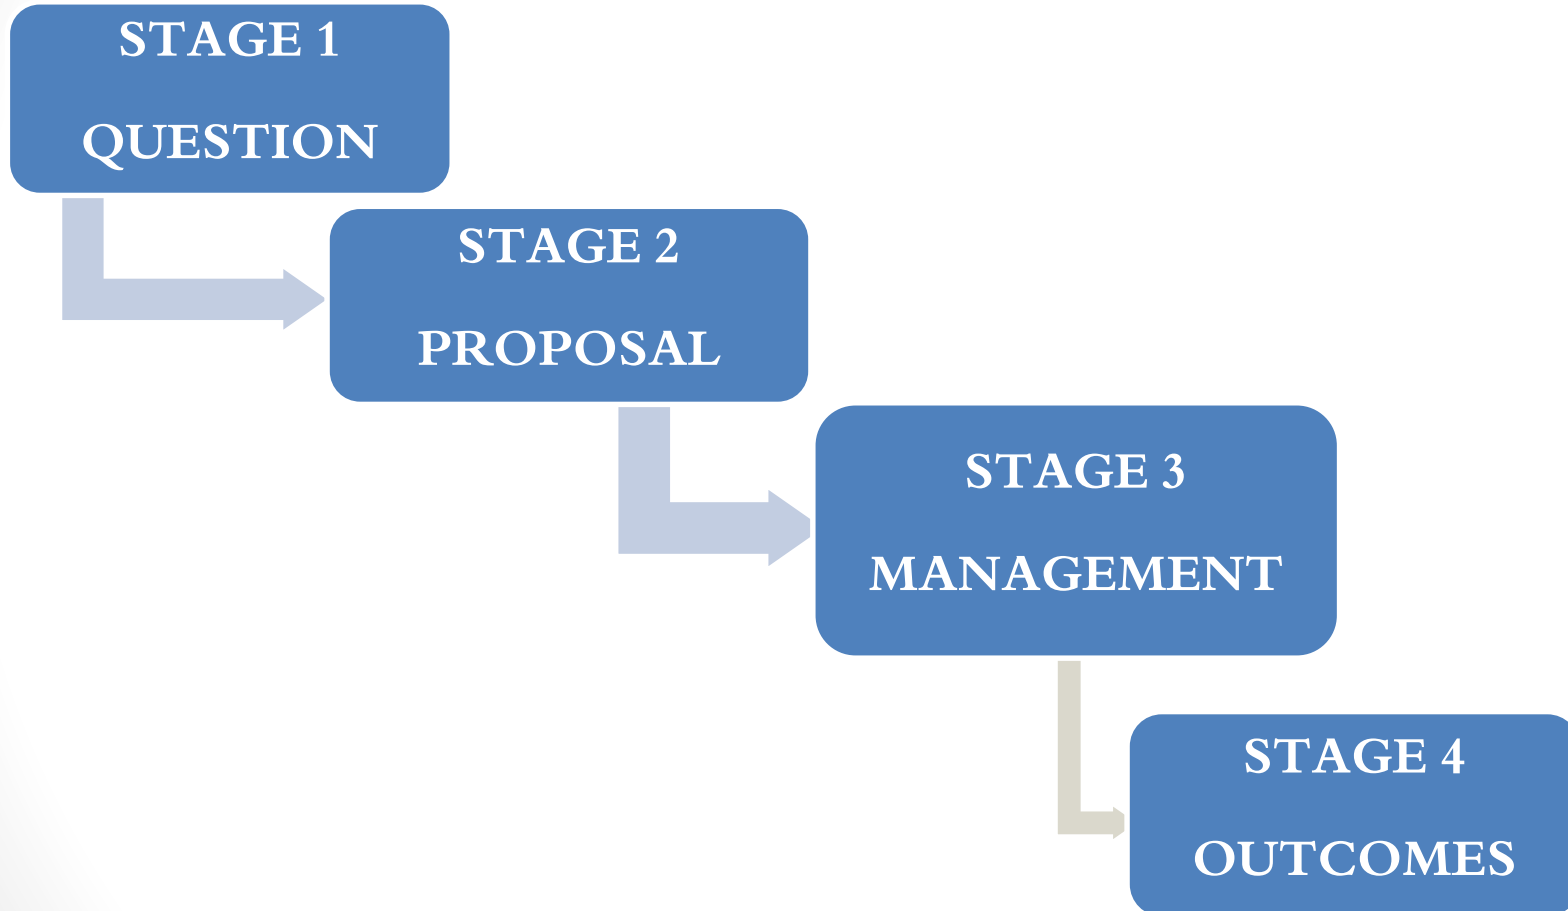 STAGE 1
QUESTION
STAGE 2
PROPOSAL
STAGE 3
MANAGEMENT
STAGE 4
OUTCOMES